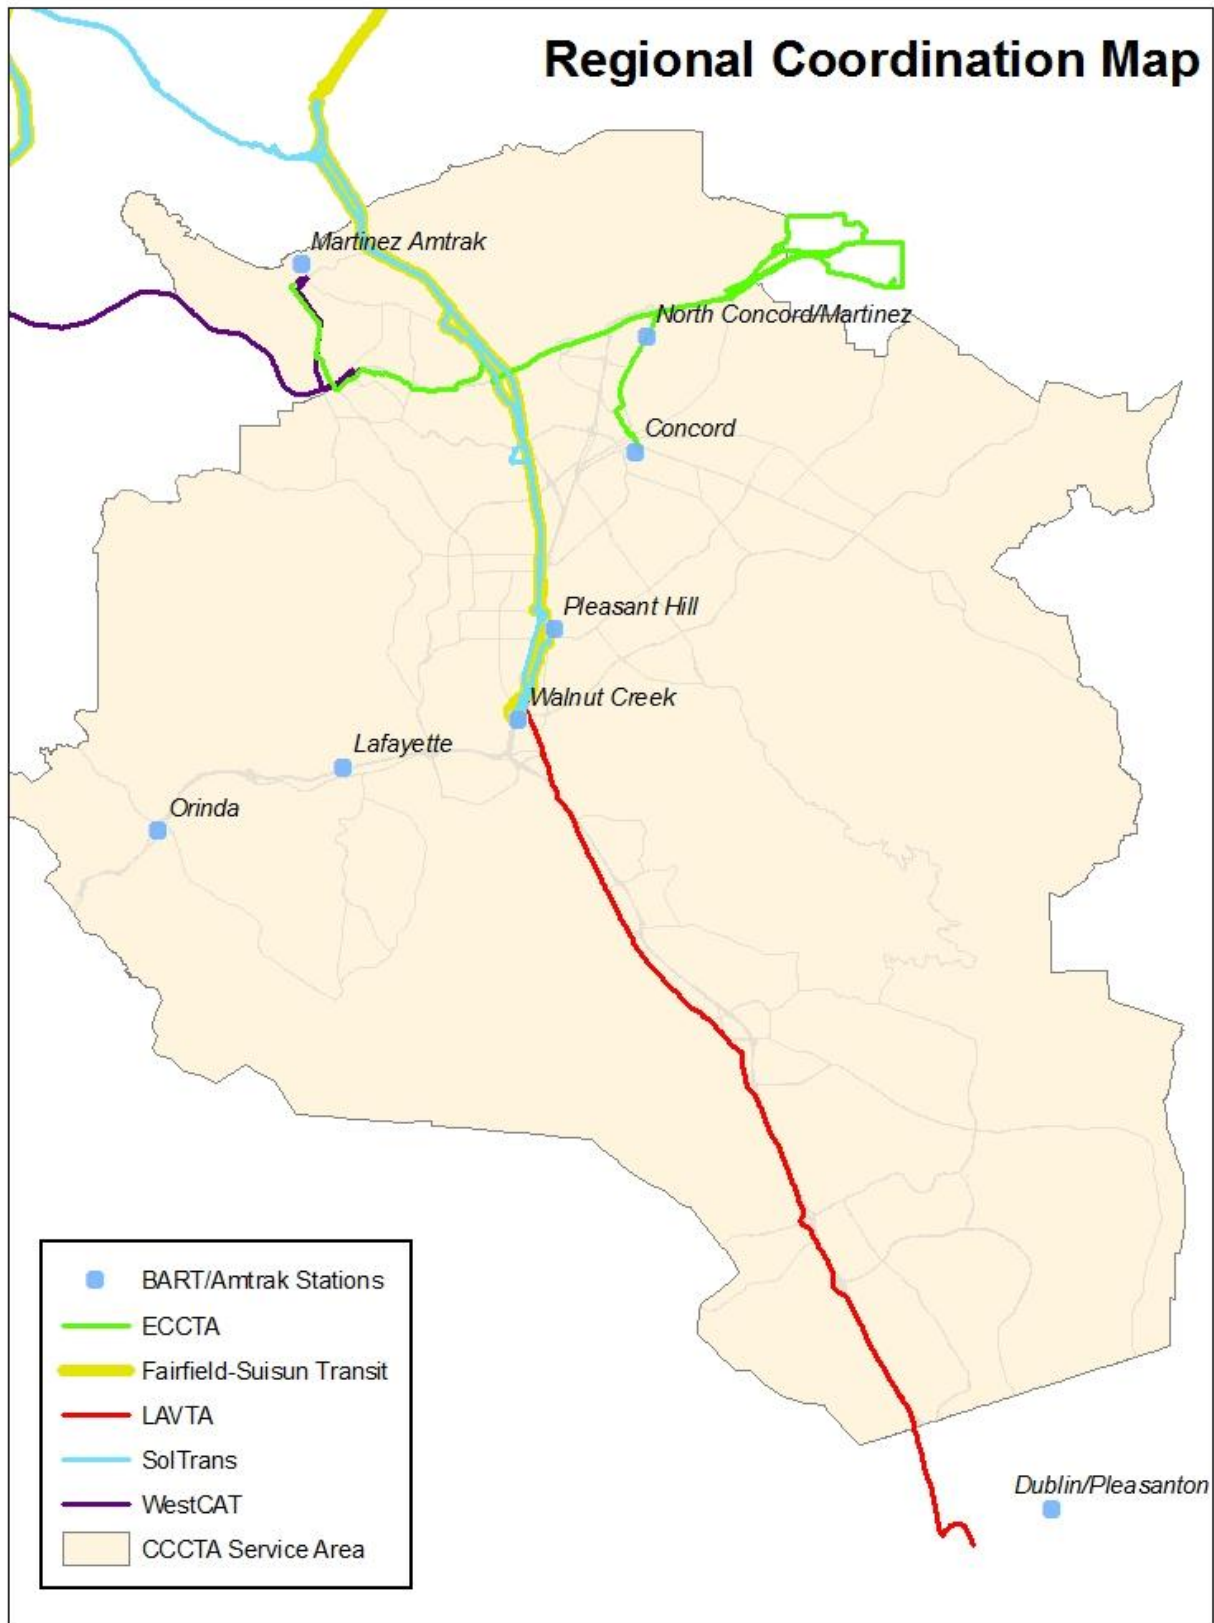 Regional Coordination Map
Martinez Amtrak
North Concord/Martinez
Concord
Pleasant Hill
Walnut Creek
Lafayette
Orinda
BART/Amtrak Stations
ECCTA
Fairfield-Suisun Transit
LAVTA
SolTrans
WestCAT
CCCTA Service Area
Dublin/Pleasanton